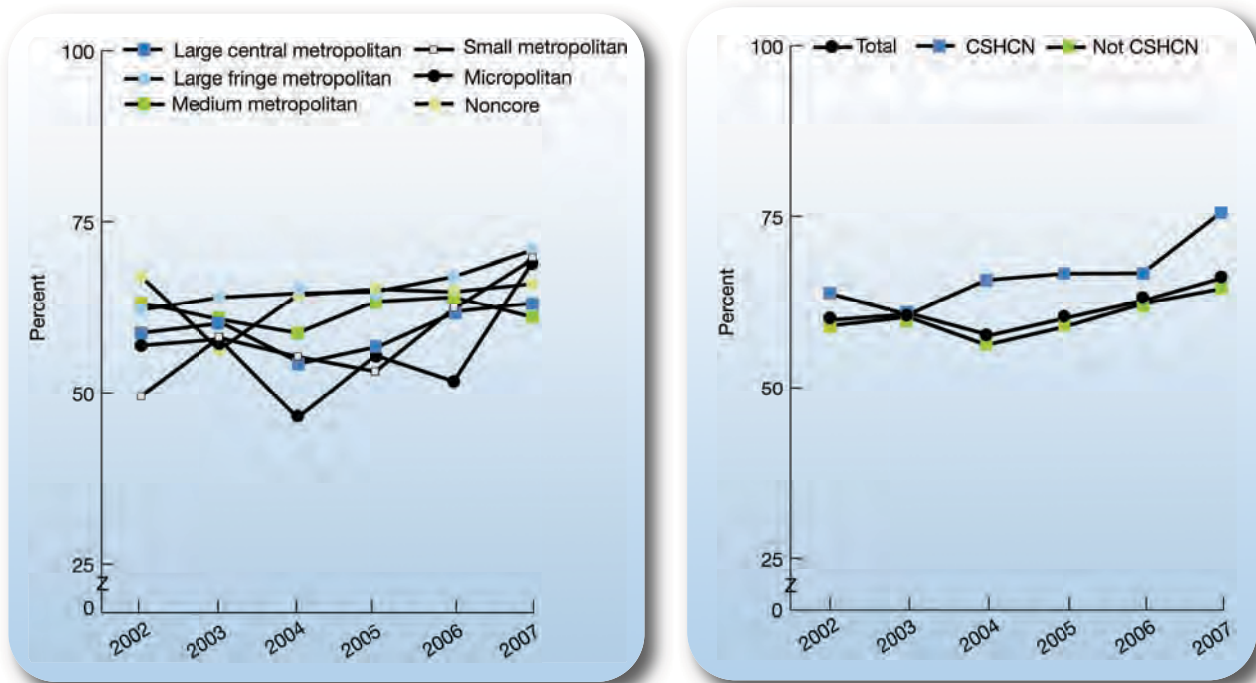 100
Large central metropolitan
Small metropolitan
Large fringe metropolitan
Micropolitan
Medium metropolitan
Noncore
75
Percent
50
25
Z
0
2002
2003
2004
2005
2006
2007
100
Total
CSHCN
Not CSHCN
75
Percent
50
25
Z
0
2002
2003
2004
2005
2006
2007